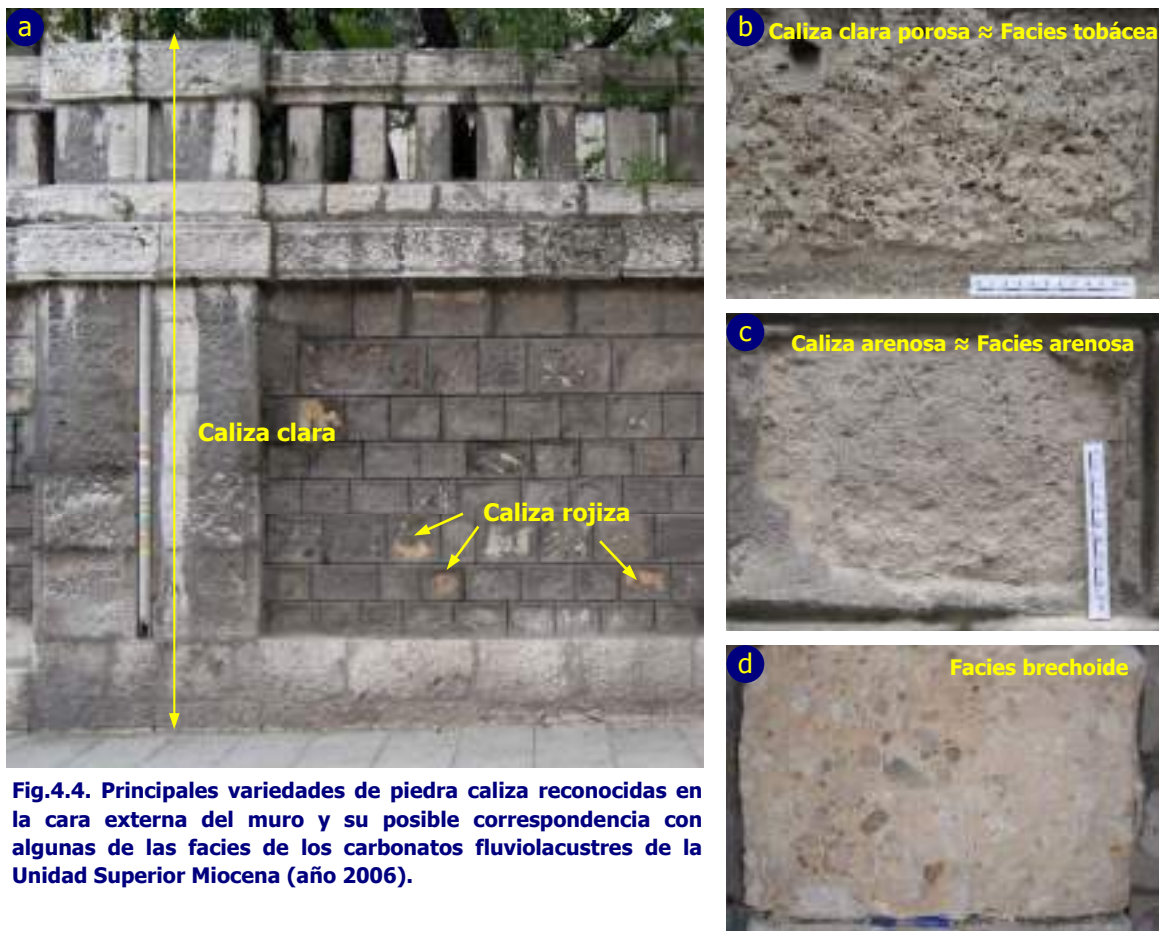 a
Caliza clara
Caliza rojiza
Fig.4.4. Principales variedades de piedra caliza reconocidas en
la cara externa del muro y su posible correspondencia con
algunas de las facies de los carbonatos fluviolacustres de la
Unidad Superior Miocena (año 2006).
b
Caliza clara porosa ≈ Facies tobácea
c
Caliza arenosa ≈ Facies arenosa
d
Facies brechoide